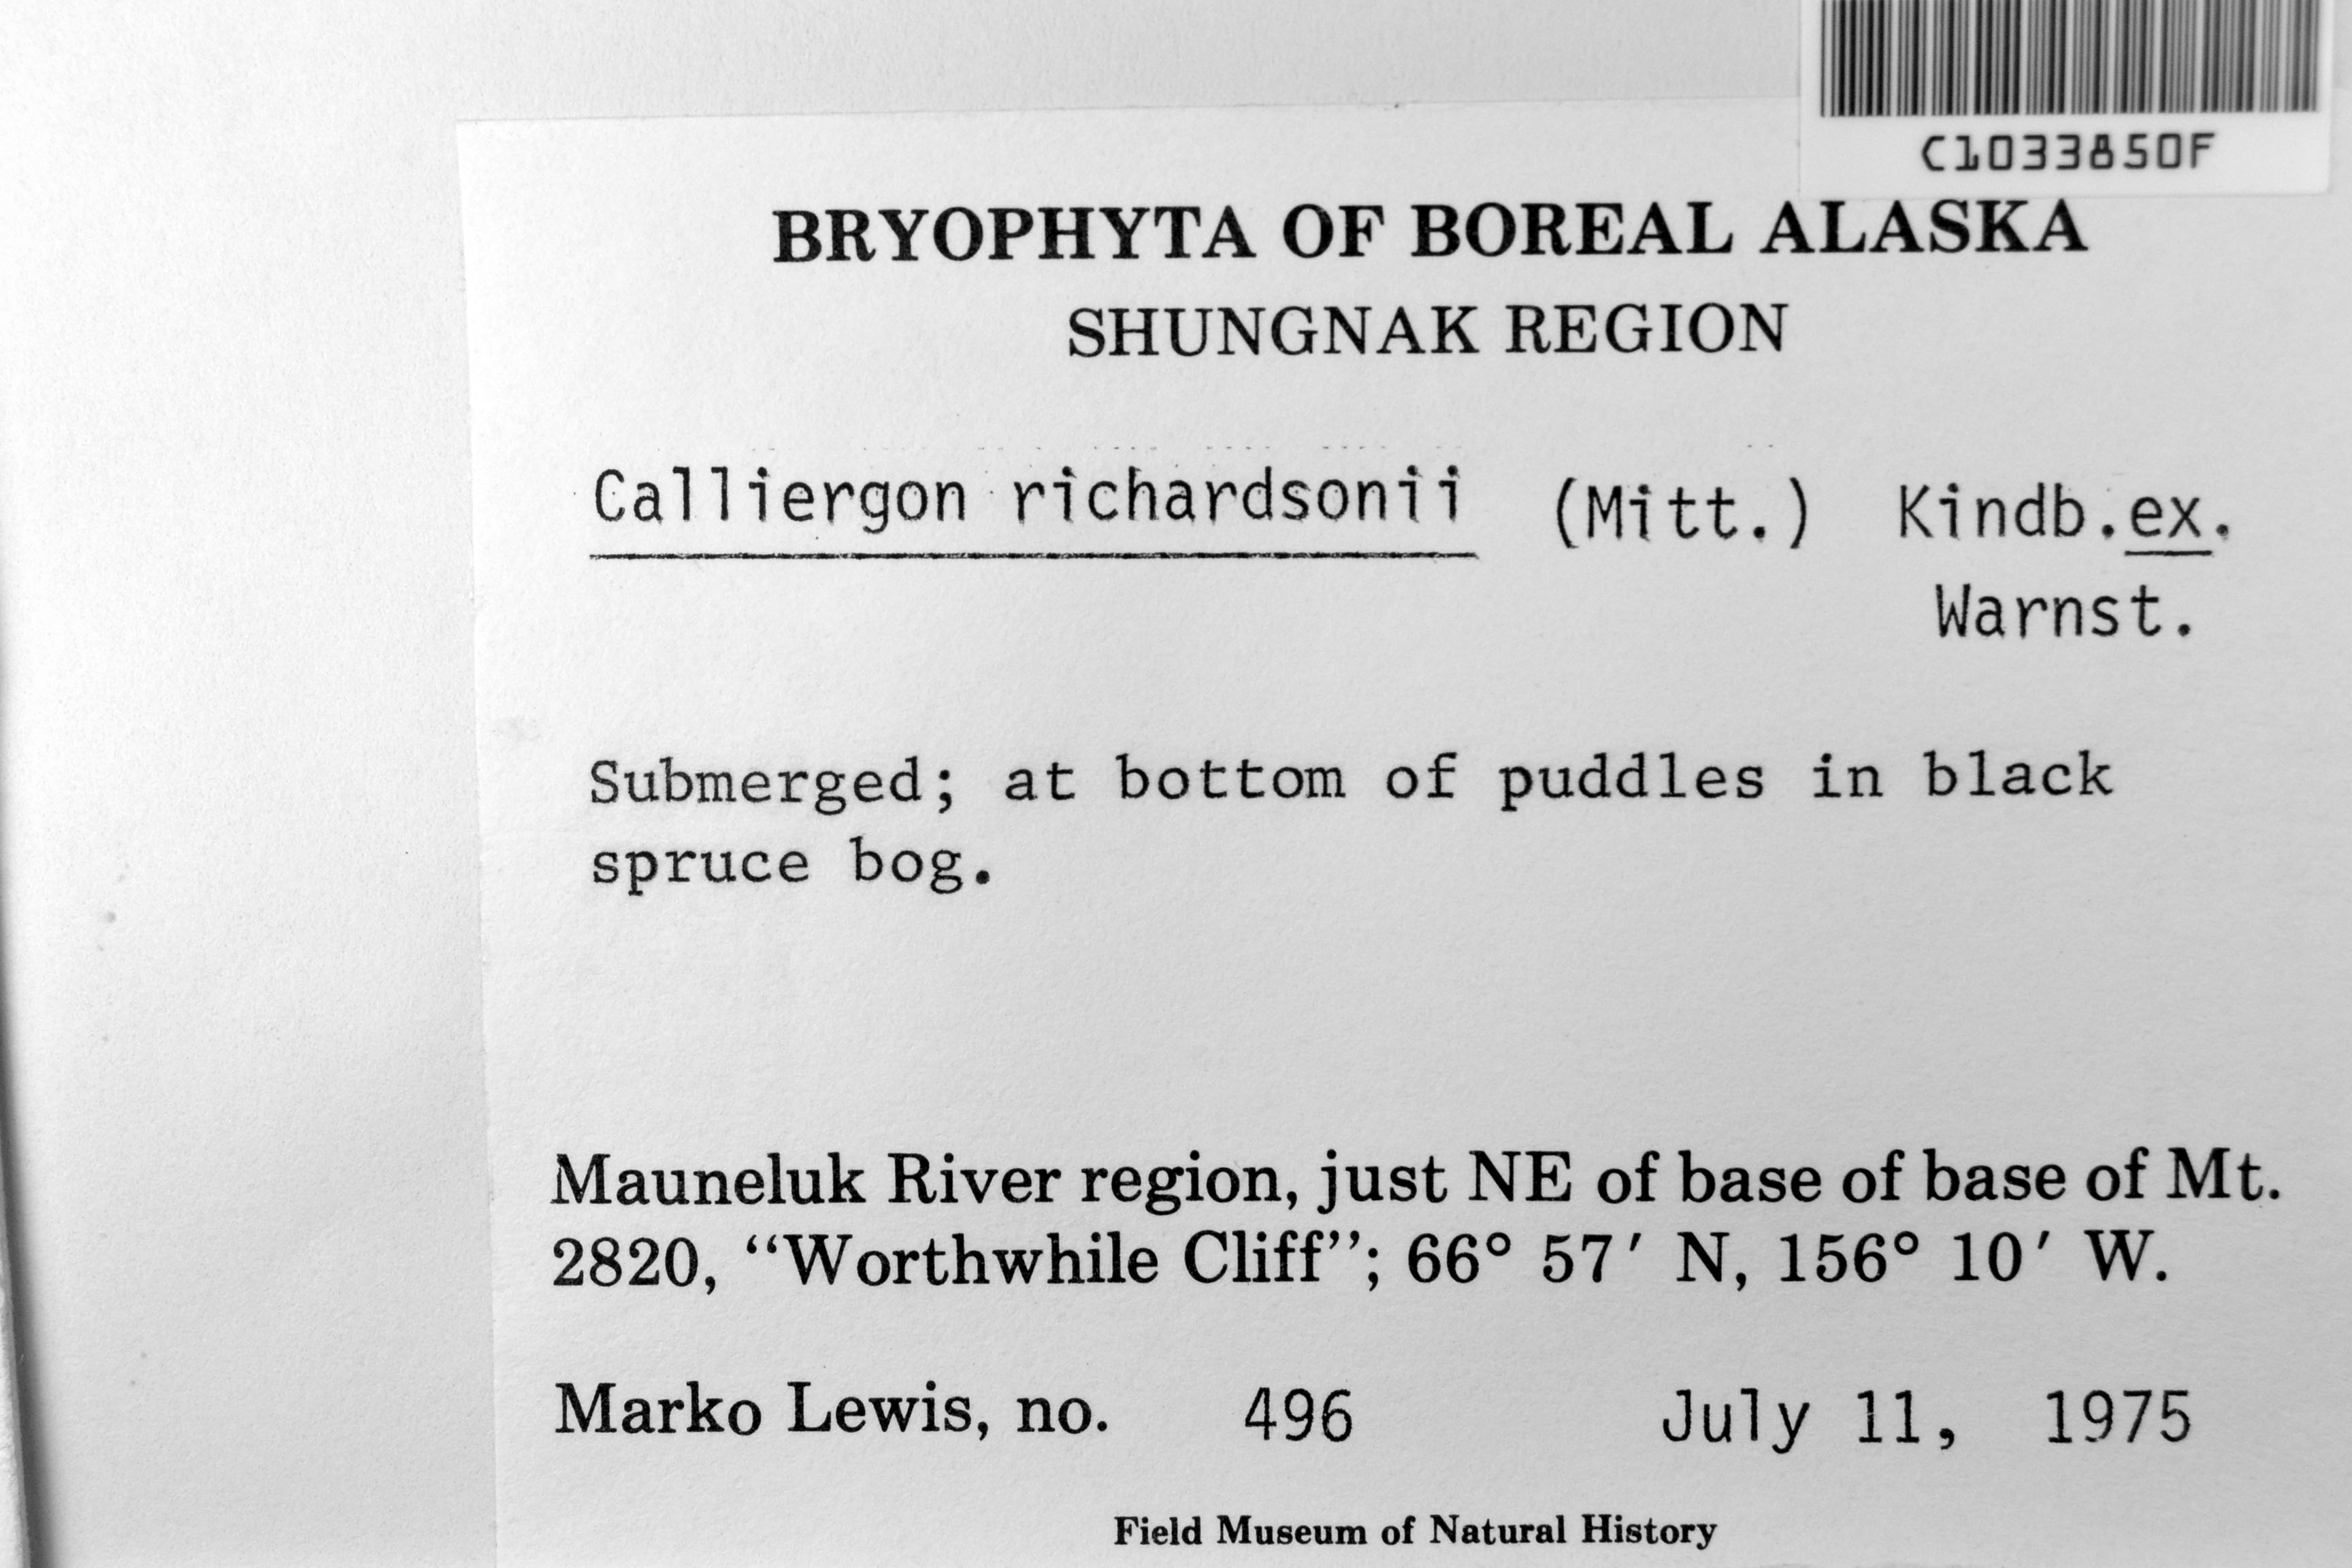 C1033850F
BRYOPHYTA OF BOREAL ALASKA
SHUNGNAK REGION
Calliergon richardsonii (Mitt.) Kindb.ex.
Warnst.
Submerged; at bottom of puddles in black
spruce bog.
Mauneluk River region, just NE of base of base of Mt.
2820, “Worthwhile Cliff”; 66° 57′ N, 156° 10′ W.
Marko Lewis, no. 496 July 11, 1975
Field Museum of Natural History